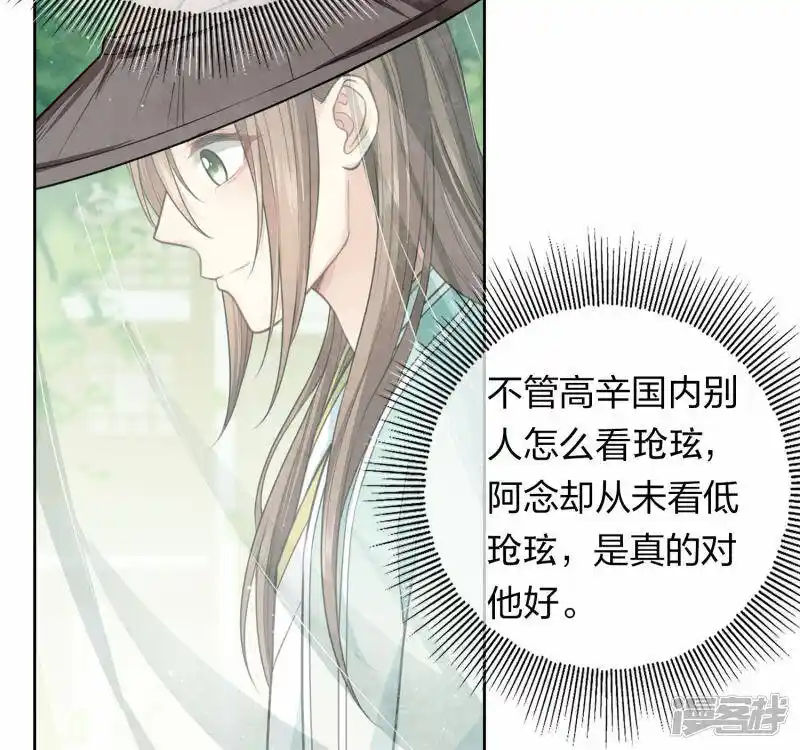 不管高辛国内别
人怎么看玱玹，
阿念却从未看低
玱玹，是真的对
他好。
漫客栈